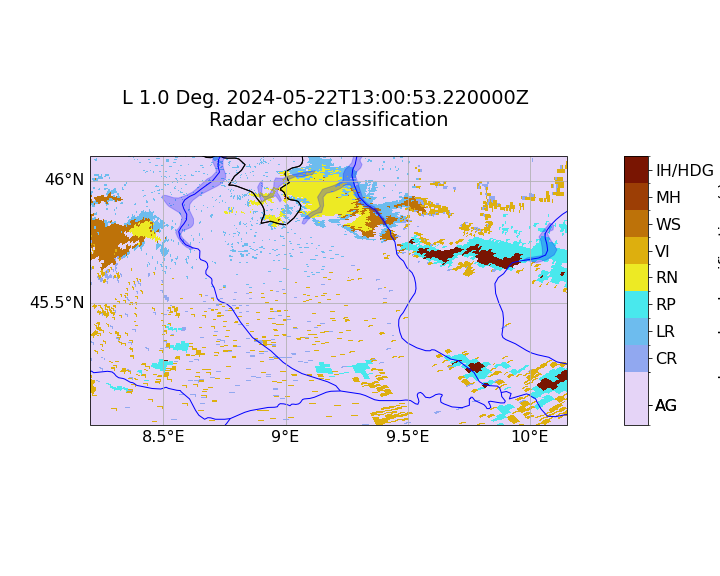 L 1.0 Deg. 2024-05-22T13:00:53.220000Z
Radar echo classification
46°N
45.5°N
8.5°E
9°E
9.5°E
10°E
IH/HDG
MH
WS
VI
RN
RP
LR
CR
AG